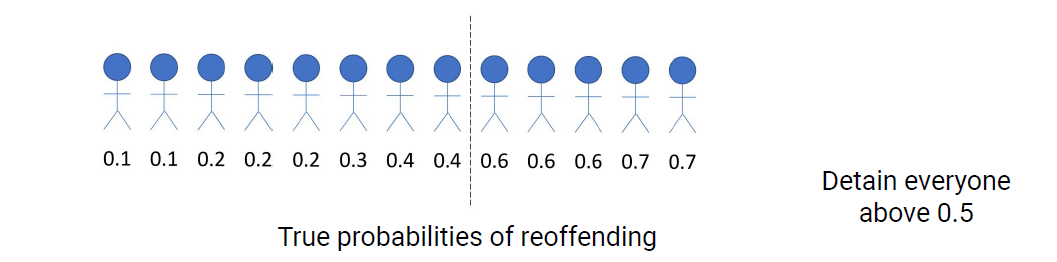 0.1 0.1 0.2 0.2 0.2 0.3 0.4 0.4 0.6 0.6 0.6 0.7 0.7
True probabilities of reoffending
Detain everyone
above 0.5